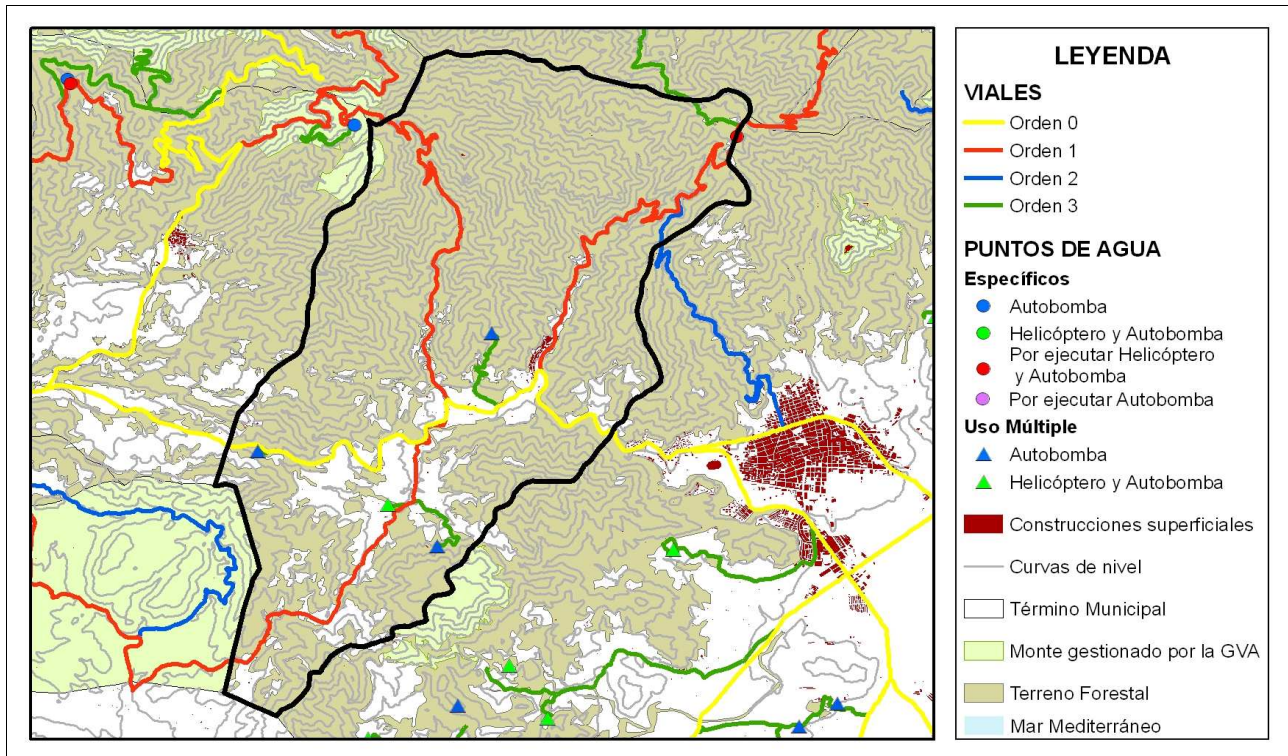 LEYENDA
VIALES
Orden 0
Orden 1
Orden 2
Orden 3
PUNTOS DE AGUA
Específicos
Autobomba
Helicóptero y Autobomba
Por ejecutar Helicóptero
y Autobomba
Por ejecutar Autobomba
Uso Múltiple
Autobomba
Helicóptero y Autobomba
Construcciones superficiales
Curvas de nivel
Término Municipal
Monte gestionado por la GVA
Terreno Forestal
Mar Mediterráneo